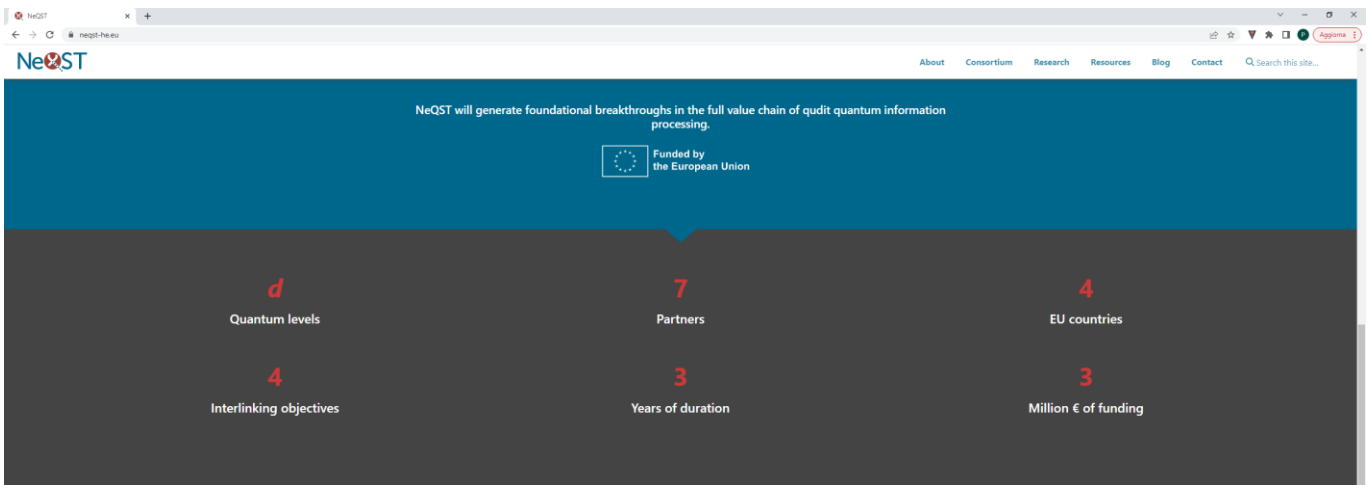 NeQST
neqst-he.eu
Aggiorna
NeQST
About Consortium Research Resources Blog Contact Search this site...
NeQST will generate foundational breakthroughs in the full value chain of qudit quantum information
processing.
Funded by
the European Union
d 7 4
Quantum levels Partners EU countries
4 3 3
Interlinking objectives Years of duration Million € of funding